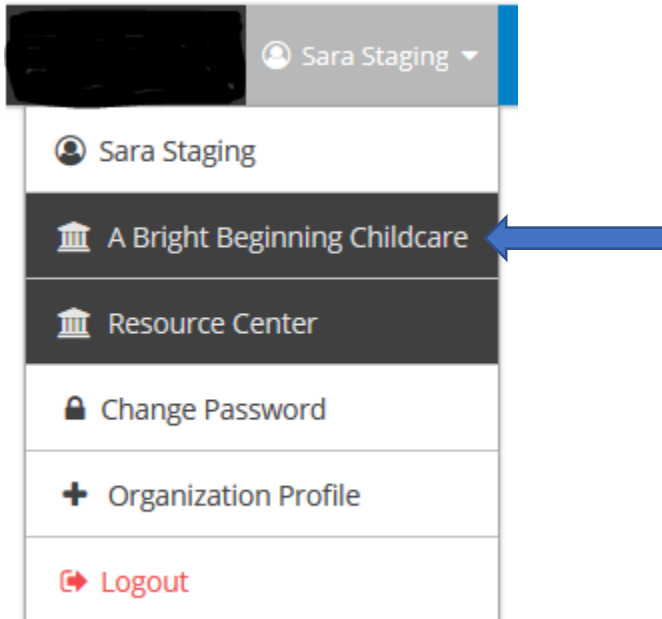 Sara Staging
Sara Staging
A Bright Beginning Childcare
Resource Center
Change Password
Organization Profile
Logout